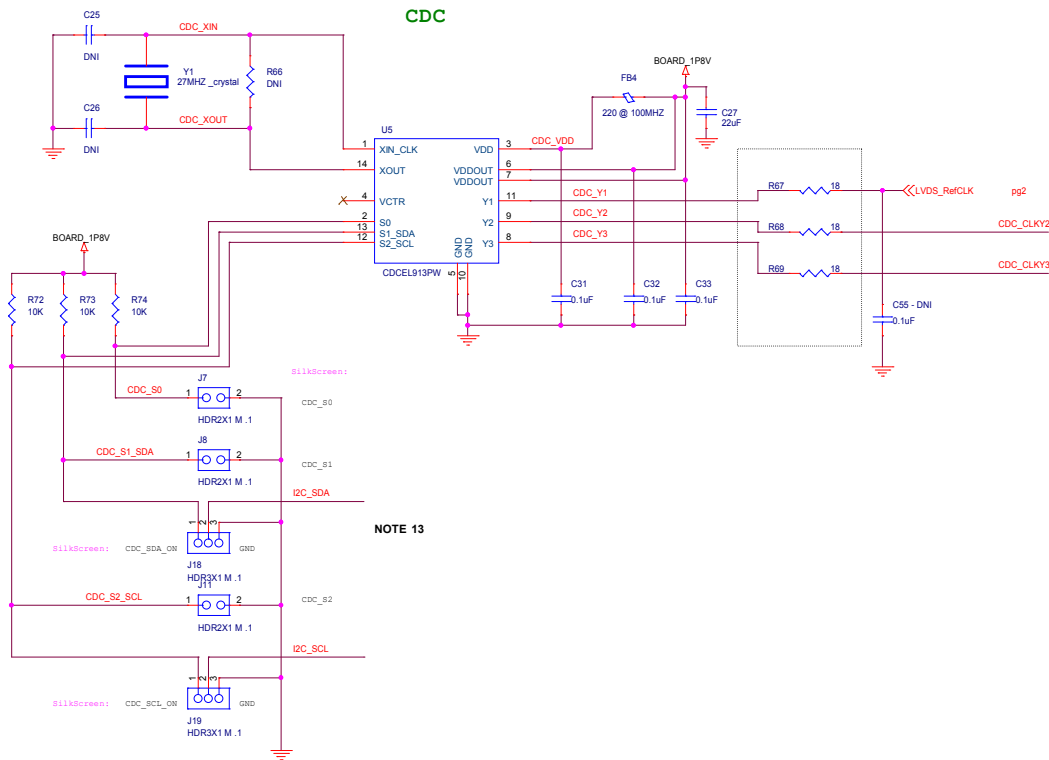 CDC
C25
DNI
CDC_XIN
Y1
27MHZ _crystal
R66
DNI
C26
DNI
CDC_XOUT
BOARD_1P8V
FB4
220 @ 100MHZ
C27
22uF
U5
1 XIN_CLK
14 XOUT
4 VCTR
2 S0
13 S1_SDA
12 S2_SCL
VDD 3
VDDOUT 6
VDDOUT 7
Y1 11
Y2 9
Y3 8
GND 5
GND 10
CDCEL913PW
CDC_VDD
CDC_Y1
CDC_Y2
CDC_Y3
R67 18
R68 18
R69 18
LVDS_RefCLK pg2
CDC_CLKY2
CDC_CLKY3
C31
0.1uF
C32
0.1uF
C33
0.1uF
C55 - DNI
0.1uF
BOARD_1P8V
R72
10K
R73
10K
R74
10K
SilkScreen:
CDC_S0
J7
1 2
HDR2X1 M .1
CDC_S0
CDC_S1_SDA
J8
1 2
HDR2X1 M .1
CDC_S1
I2C_SDA
1 2 3
NOTE 13
SilkScreen: CDC_SDA_ON GND
J18
HDR3X1 M .1
CDC_S2_SCL
J11
1 2
HDR2X1 M .1
CDC_S2
I2C_SCL
1 2 3
SilkScreen: CDC_SCL_ON GND
J19
HDR3X1 M .1